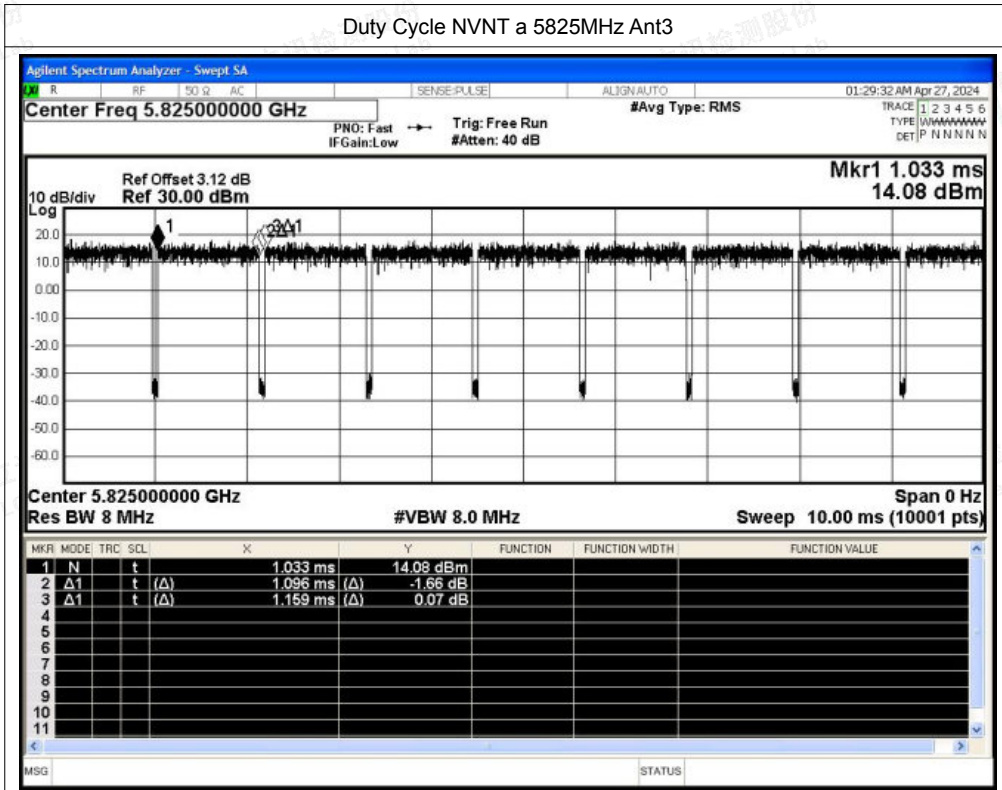 Duty Cycle NVNT a 5825MHz Ant3
Agilent Spectrum Analyzer - Swept SA
R RF 50 Ω AC SENSE:PULSE ALIGN AUTO 01:29:32 AM Apr 27, 2024
Center Freq 5.825000000 GHz #Avg Type: RMS TRACE 1 2 3 4 5 6
PNO: Fast Trig: Free Run TYPE W
IFGain:Low #Atten: 40 dB DET P N N N N N
Mkr1 1.033 ms
Ref Offset 3.12 dB
10 dB/div Ref 30.00 dBm 14.08 dBm
Log
1
20.0
10.0
0.00
-10.0
-20.0
-30.0
-40.0
-50.0
-60.0
Center 5.825000000 GHz Span 0 Hz
Res BW 8 MHz #VBW 8.0 MHz Sweep 10.00 ms (10001 pts)
MKR MODE TRC SCL X Y FUNCTION FUNCTION WIDTH FUNCTION VALUE
1 N t 1.033 ms 14.08 dBm
2 Δ1 t (Δ) 1.096 ms (Δ) -1.66 dB
3 Δ1 t (Δ) 1.159 ms (Δ) 0.07 dB
4
5
6
7
8
9
10
11
MSG STATUS